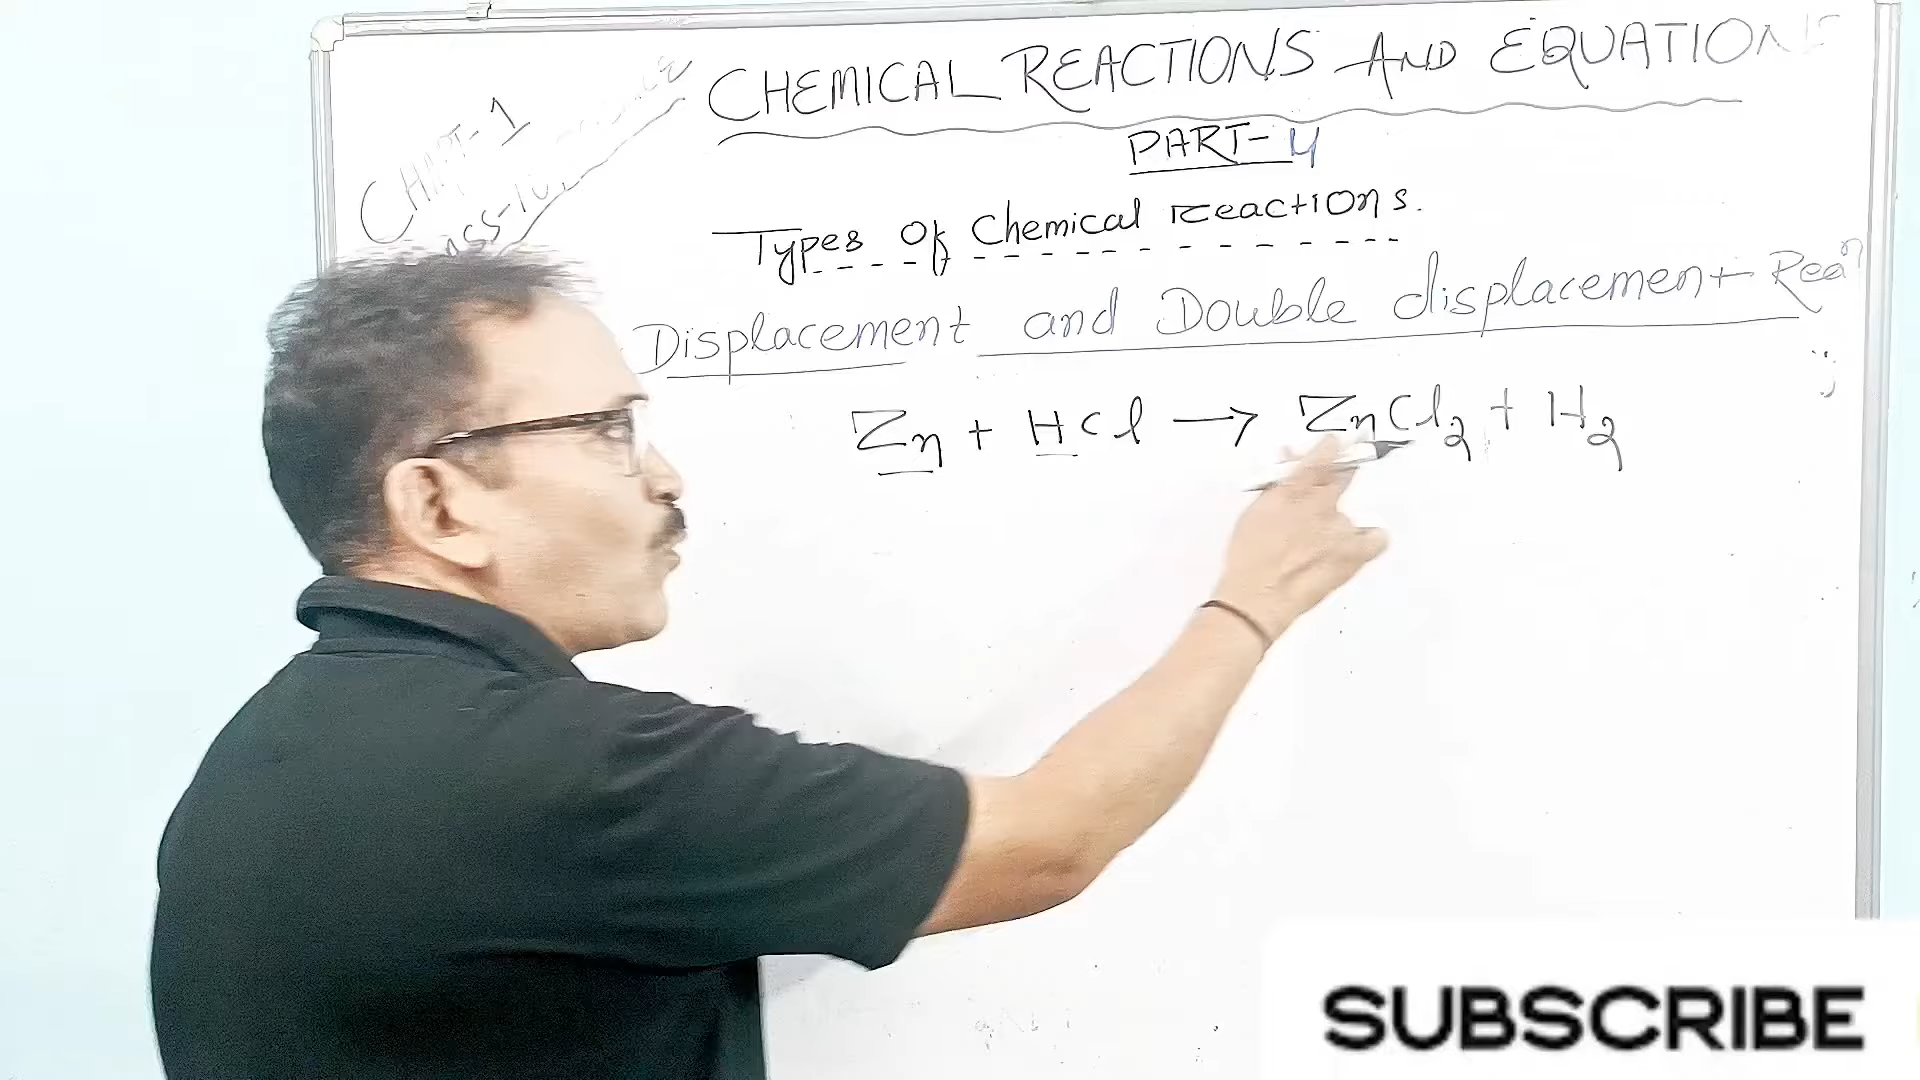 CHEMICAL REACTIONS AND EQUATION
CHAPT-1
PART-4
Types of Chemical reactions.
Displacement and Double displacement Rea^n
Zn + HCl → ZnCl₂ + H₂
SUBSCRIBE